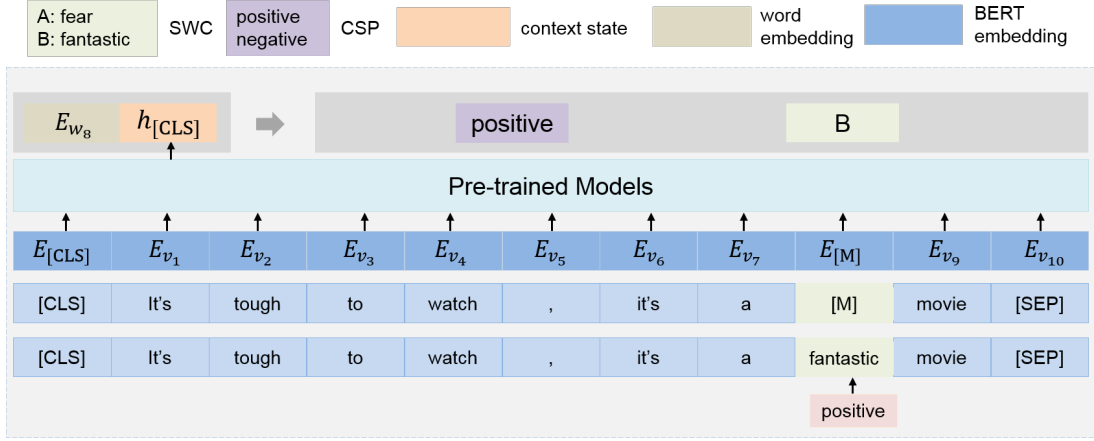 A: fear
B: fantastic
SWC
positive
negative
CSP
context state
word
embedding
BERT
embedding
E_{w_8} h_{[CLS]} positive B
Pre-trained Models
E_{[CLS]} E_{v_1} E_{v_2} E_{v_3} E_{v_4} E_{v_5} E_{v_6} E_{v_7} E_{[M]} E_{v_9} E_{v_{10}}
[CLS] It's tough to watch , it's a [M] movie [SEP]
[CLS] It's tough to watch , it's a fantastic movie [SEP]
positive